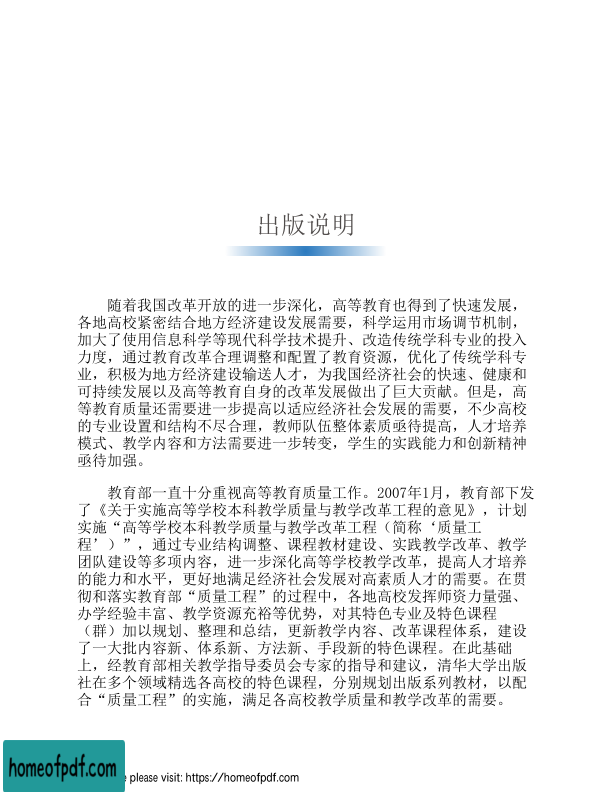 出版说明
随着我国改革开放的进一步深化，高等教育也得到了快速发展，
各地高校紧密结合地方经济建设发展需要，科学运用市场调节机制，
加大了使用信息科学等现代科学技术提升、改造传统学科专业的投入
力度，通过教育改革合理调整和配置了教育资源，优化了传统学科专
业，积极为地方经济建设输送人才，为我国经济社会的快速、健康和
可持续发展以及高等教育自身的改革发展做出了巨大贡献。但是，高
等教育质量还需要进一步提高以适应经济社会发展的需要，不少高校
的专业设置和结构不尽合理，教师队伍整体素质亟待提高，人才培养
模式、教学内容和方法需要进一步转变，学生的实践能力和创新精神
亟待加强。
教育部一直十分重视高等教育质量工作。2007年1月，教育部下发
了《关于实施高等学校本科教学质量与教学改革工程的意见》，计划
实施“高等学校本科教学质量与教学改革工程（简称‘质量工
程’）”，通过专业结构调整、课程教材建设、实践教学改革、教学
团队建设等多项内容，进一步深化高等学校教学改革，提高人才培养
的能力和水平，更好地满足经济社会发展对高素质人才的需要。在贯
彻和落实教育部“质量工程”的过程中，各地高校发挥师资力量强、
办学经验丰富、教学资源充裕等优势，对其特色专业及特色课程
（群）加以规划、整理和总结，更新教学内容、改革课程体系，建设
了一大批内容新、体系新、方法新、手段新的特色课程。在此基础
上，经教育部相关教学指导委员会专家的指导和建议，清华大学出版
社在多个领域精选各高校的特色课程，分别规划出版系列教材，以配
合“质量工程”的实施，满足各高校教学质量和教学改革的需要。
homeofpdf.com
please visit: https://homeofpdf.com